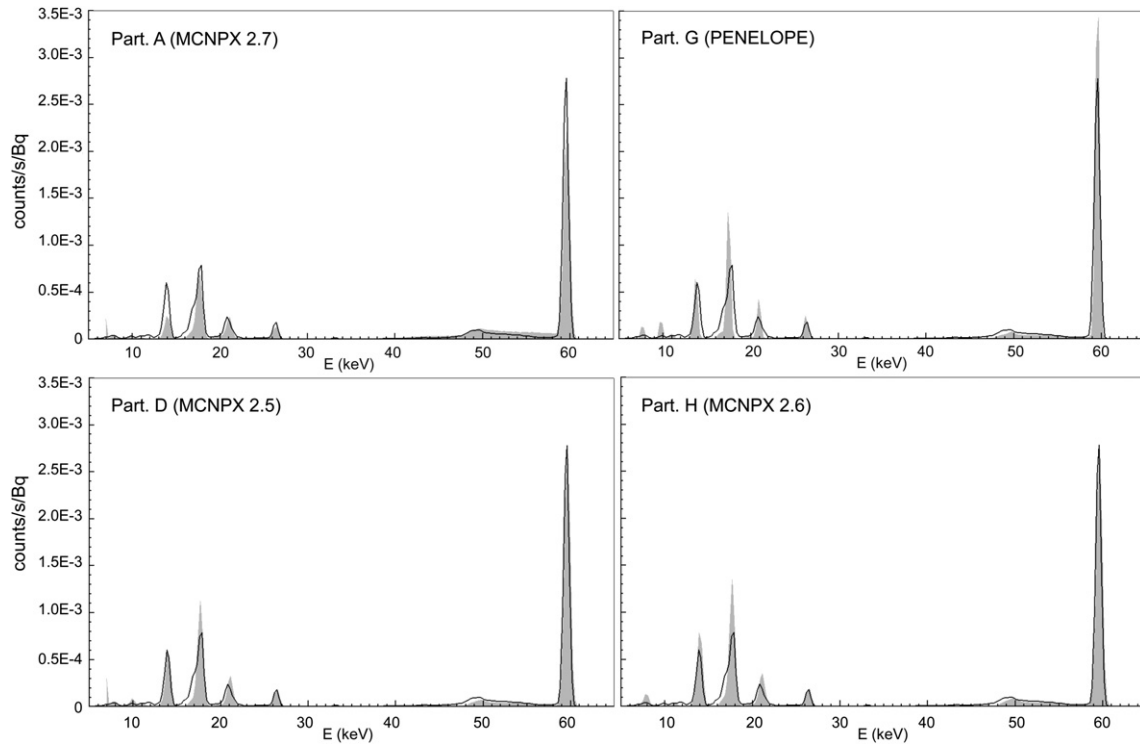 3.5E-3
Part. A (MCNPX 2.7)
Part. G (PENELOPE)
3.0E-3
2.5E-3
counts/s/Bq
2.0E-3
1.5E-3
1.0E-3
0.5E-4
0
10 20 30 40 50 60
E (keV)
10 20 30 40 50 60
E (keV)
3.5E-3
Part. D (MCNPX 2.5)
Part. H (MCNPX 2.6)
3.0E-3
2.5E-3
counts/s/Bq
2.0E-3
1.5E-3
1.0E-3
0.5E-4
0
10 20 30 40 50 60
E (keV)
10 20 30 40 50 60
E (keV)